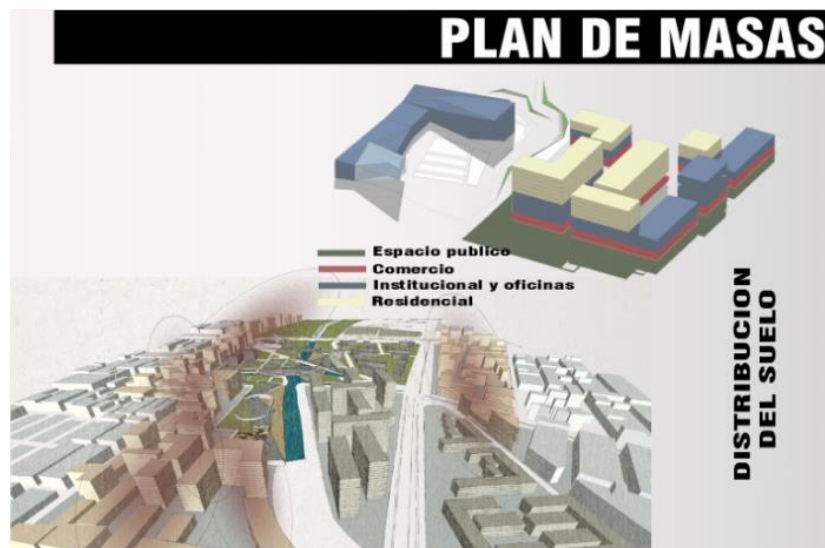 PLAN DE MASAS
Espacio publico
Comercio
Institucional y oficinas
Residencial
DISTRIBUCION
DEL SUELO